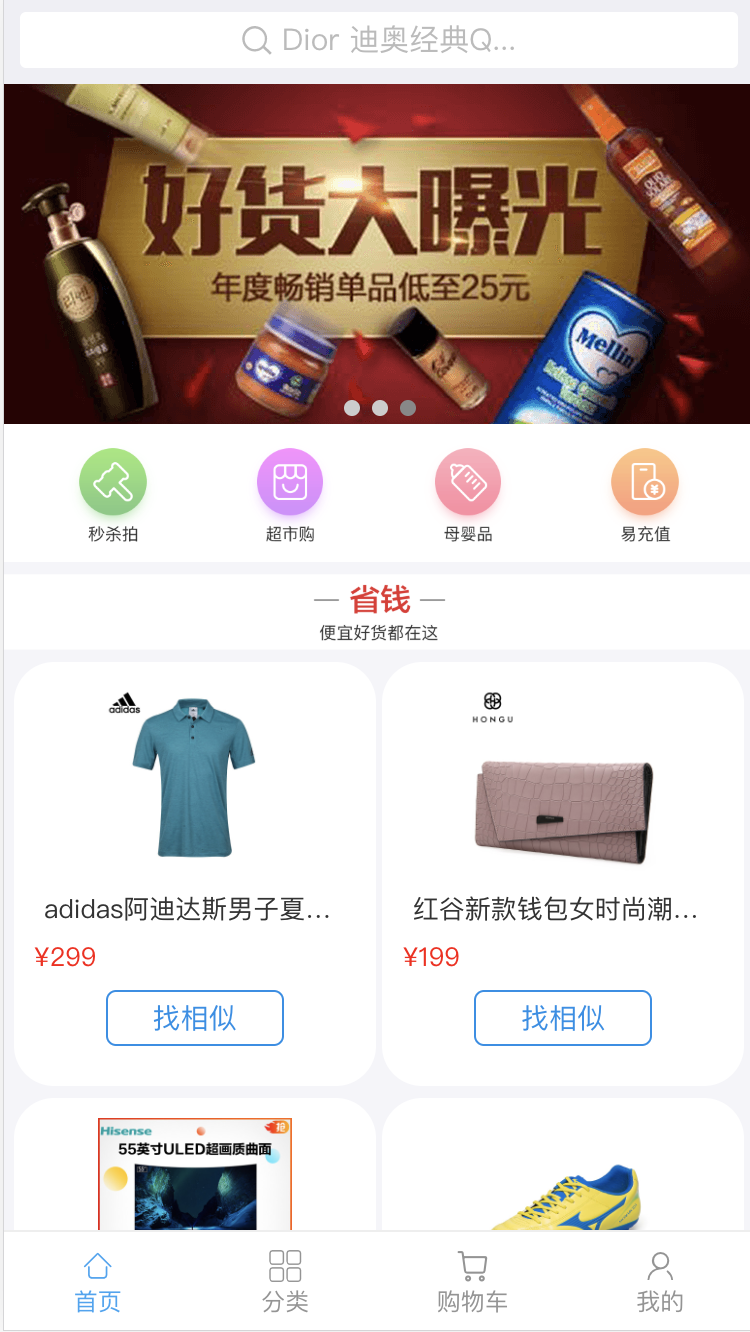 Dior 迪奥经典Q...
好货大曝光
年度畅销单品低至25元
리엔
Mellin
秒杀拍
超市购
母婴品
易充值
省钱
便宜好货都在这
adidas
HONGU
adidas阿迪达斯男子夏...
红谷新款钱包女时尚潮...
¥299
¥199
找相似
找相似
Hisense
抢
55英寸ULED超画质曲面
首页
分类
购物车
我的